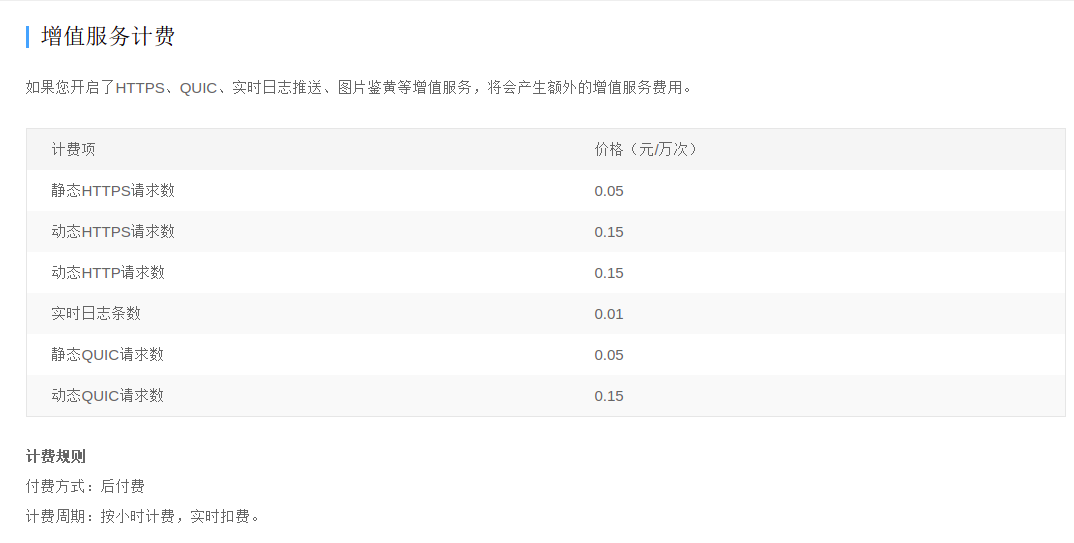 增值服务计费
如果您开启了HTTPS、QUIC、实时日志推送、图片鉴黄等增值服务，将会产生额外的增值服务费用。
计费项 价格（元/万次）
静态HTTPS请求数 0.05
动态HTTPS请求数 0.15
动态HTTP请求数 0.15
实时日志条数 0.01
静态QUIC请求数 0.05
动态QUIC请求数 0.15
计费规则
付费方式：后付费
计费周期：按小时计费，实时扣费。